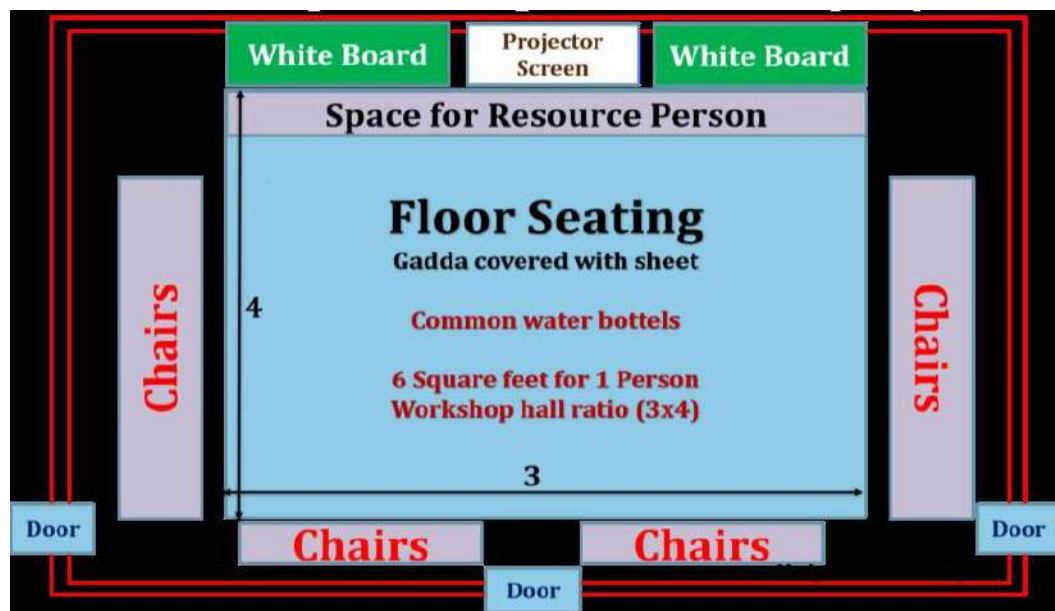 White Board
Projector
Screen
White Board
Space for Resource Person
Floor Seating
Gadda covered with sheet
Common water bottels
6 Square feet for 1 Person
Workshop hall ratio (3x4)
4
3
Chairs
Chairs
Chairs
Chairs
Door
Door
Door